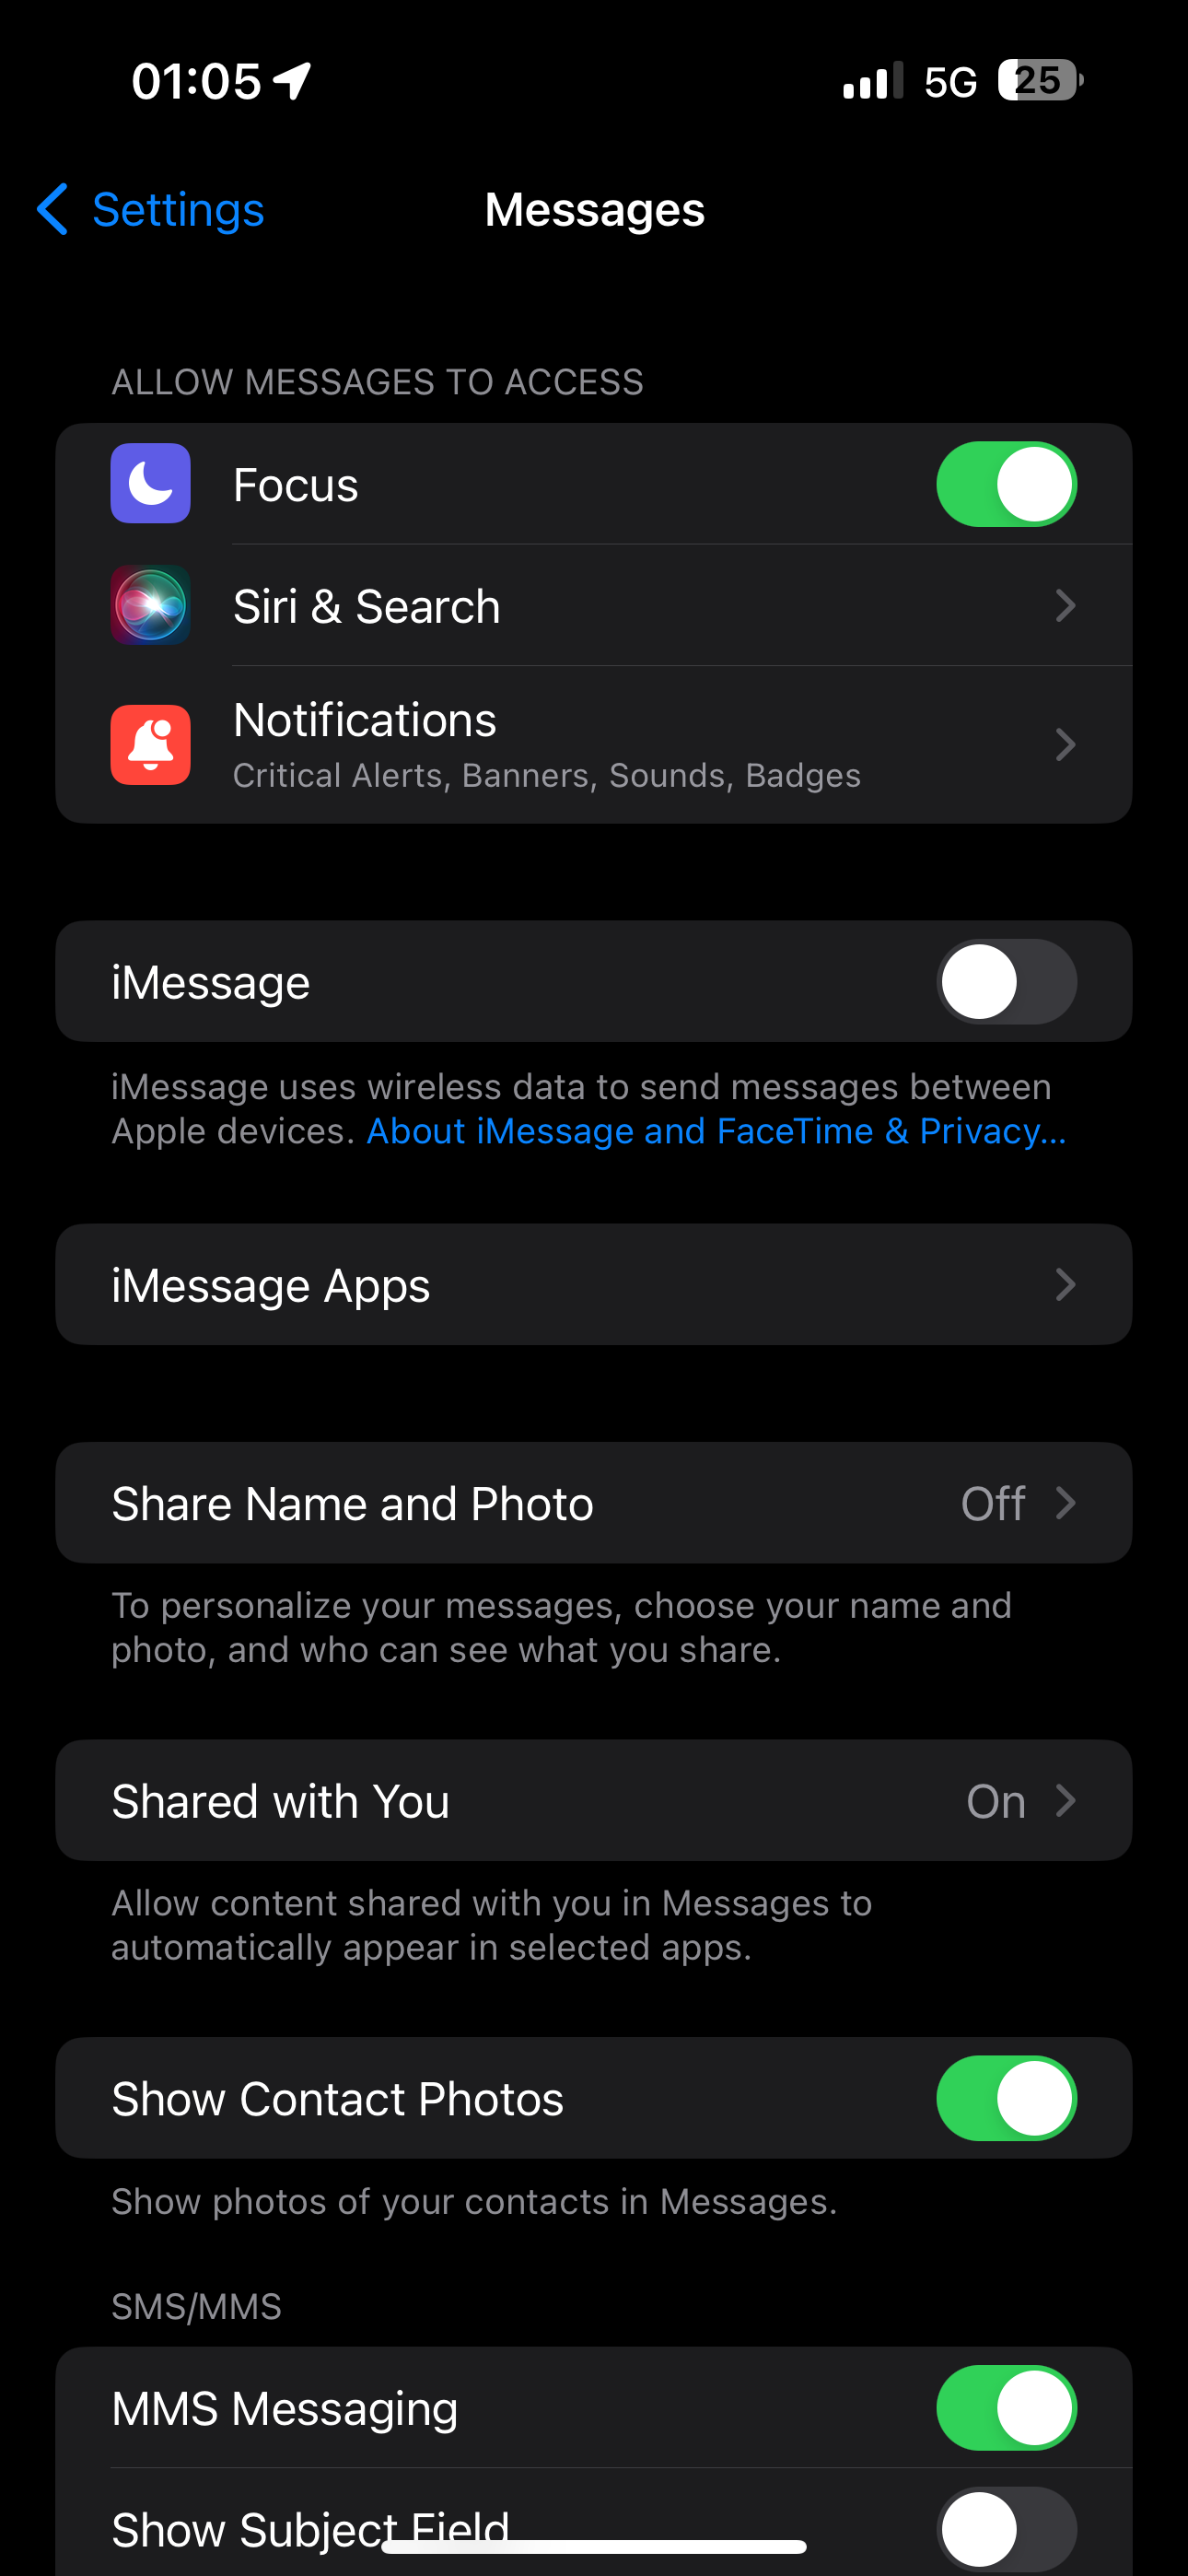 01:05 5G 25
Settings Messages
ALLOW MESSAGES TO ACCESS
Focus
Siri & Search
Notifications
Critical Alerts, Banners, Sounds, Badges
iMessage
iMessage uses wireless data to send messages between
Apple devices. About iMessage and FaceTime & Privacy...
iMessage Apps
Share Name and Photo Off
To personalize your messages, choose your name and
photo, and who can see what you share.
Shared with You On
Allow content shared with you in Messages to
automatically appear in selected apps.
Show Contact Photos
Show photos of your contacts in Messages.
SMS/MMS
MMS Messaging
Show Subject Field